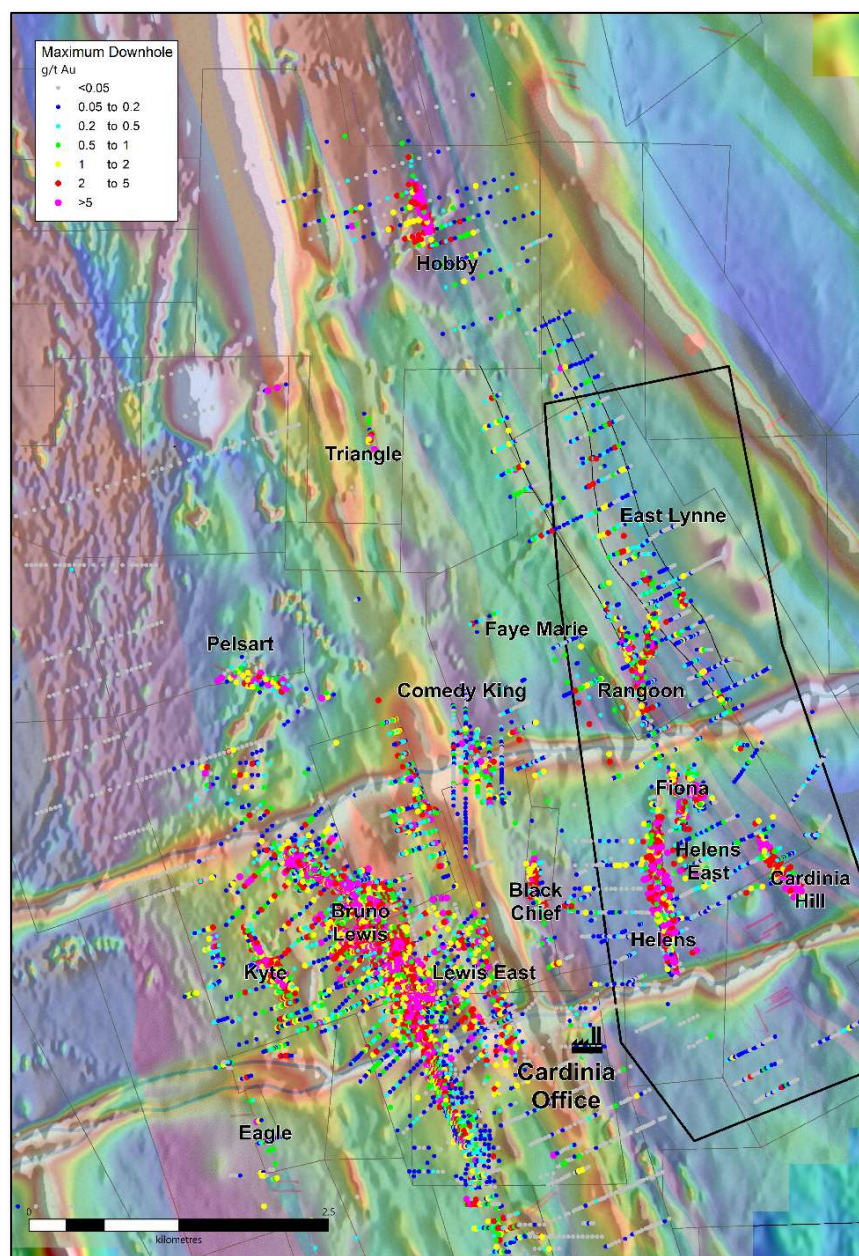 Maximum Downhole
g/t Au
<0.05
0.05 to 0.2
0.2 to 0.5
0.5 to 1
1 to 2
2 to 5
>5
Hobby
Triangle
East Lynne
Faye Marie
Pelsart
Rangoon
Comedy King
Fiona
Helens
East
Cardinia
Hill
Black
Chief
Bruno
Lewis
Helens
Kyte
Lewis East
Cardinia
Office
Eagle
0
2.5
kilometres